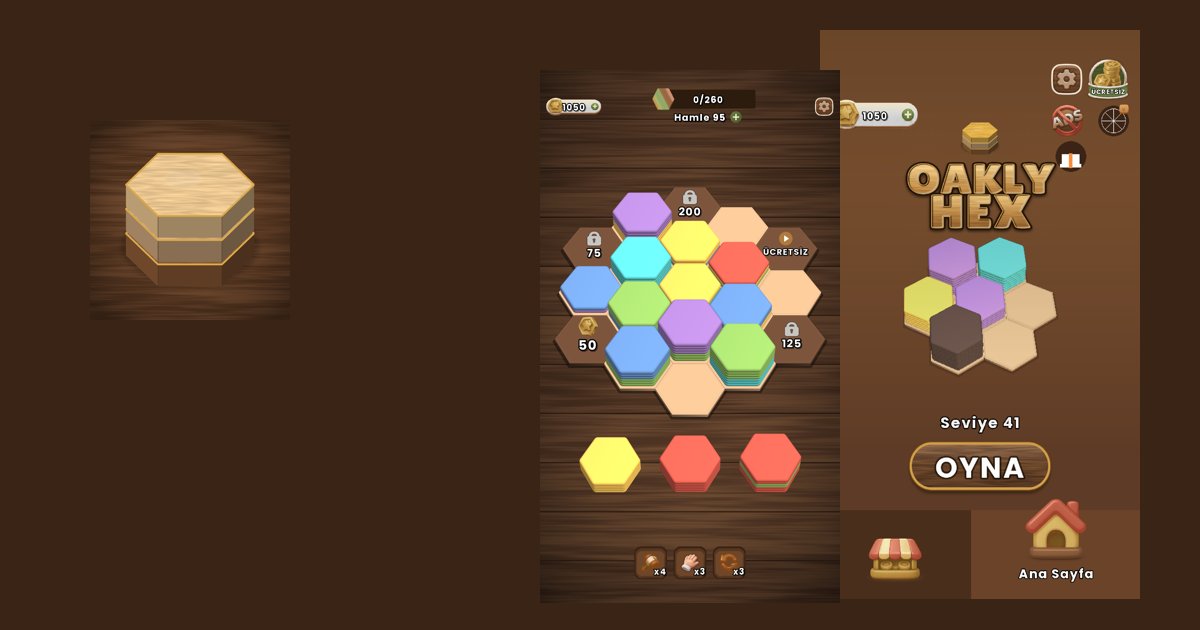 1050
0/260
Hamle 95
200
75
ÜCRETSİZ
50
125
x4
x3
x3
ÜCRETSİZ
1050
ADS
OAKLY
HEX
Seviye 41
OYNA
Ana Sayfa